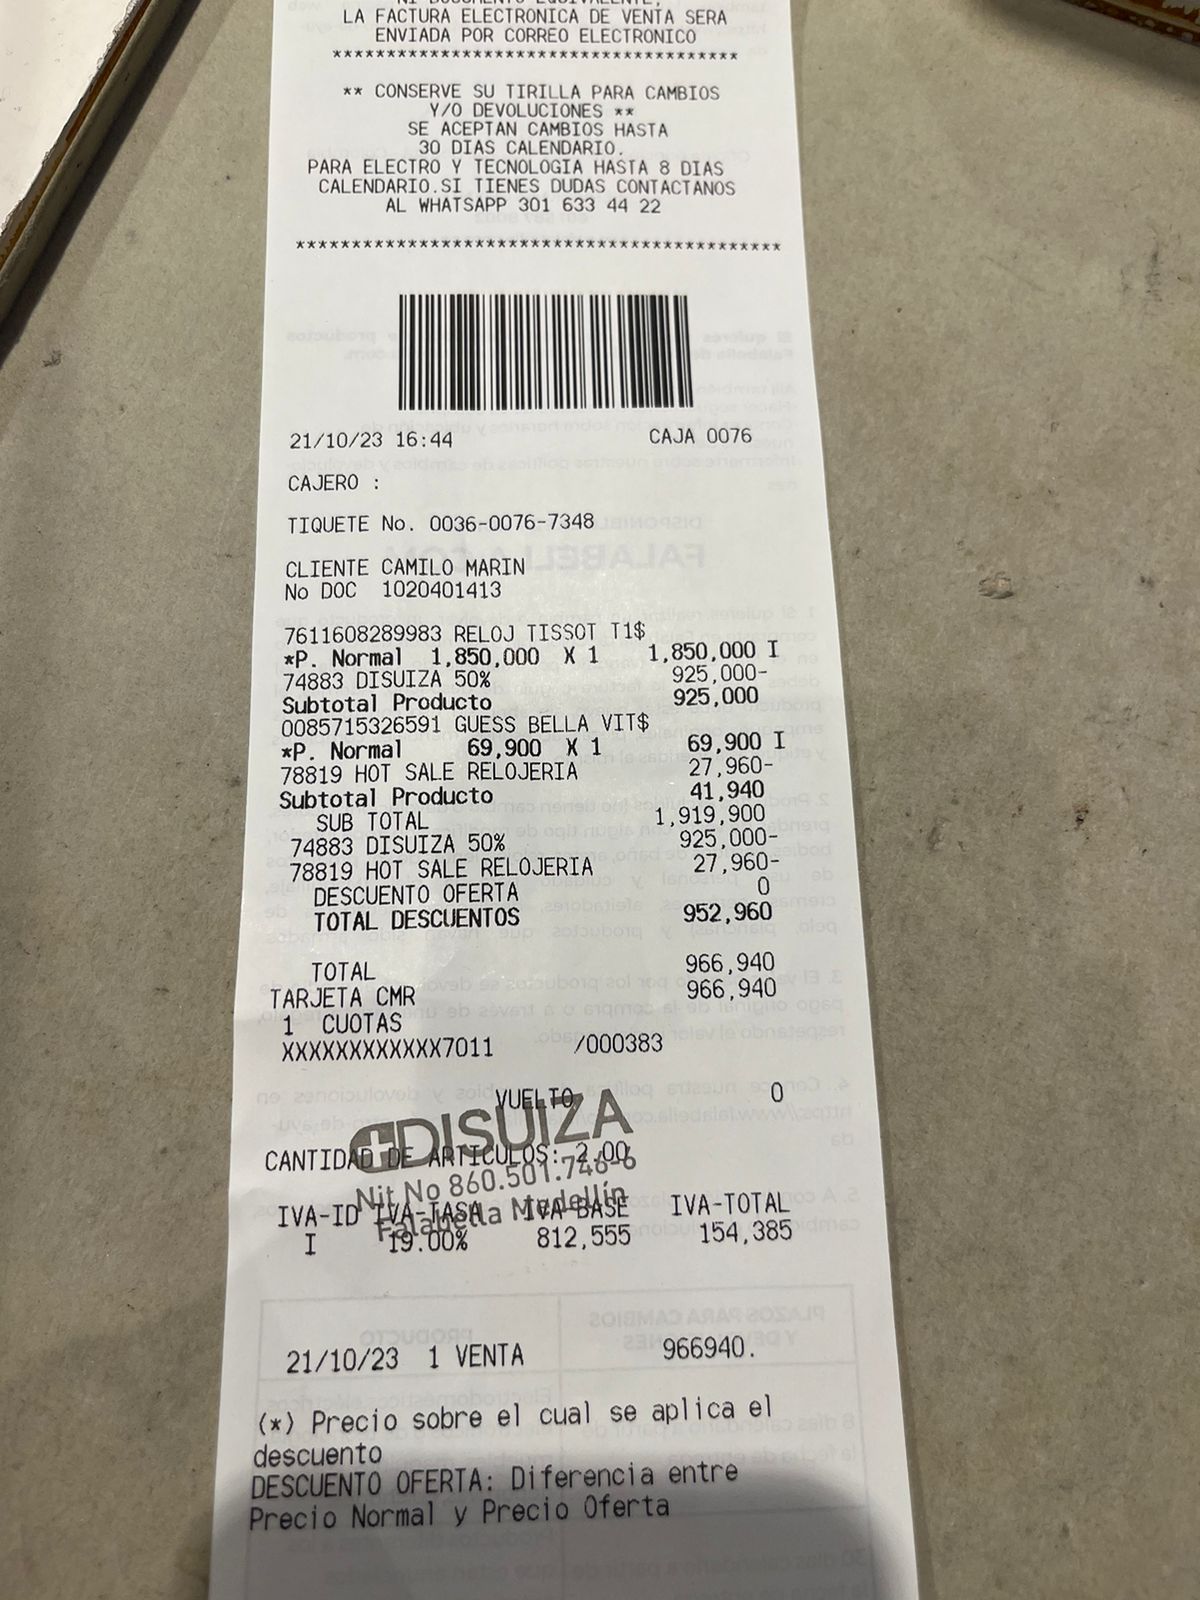 NI DOCUMENTO EQUIVALENTE,
LA FACTURA ELECTRONICA DE VENTA SERA
ENVIADA POR CORREO ELECTRONICO
****************************************
** CONSERVE SU TIRILLA PARA CAMBIOS
Y/O DEVOLUCIONES **
SE ACEPTAN CAMBIOS HASTA
30 DIAS CALENDARIO.
PARA ELECTRO Y TECNOLOGIA HASTA 8 DIAS
CALENDARIO.SI TIENES DUDAS CONTACTANOS
AL WHATSAPP 301 633 44 22
********************************************
21/10/23 16:44 CAJA 0076
CAJERO :
TIQUETE No. 0036-0076-7348
CLIENTE CAMILO MARIN
No DOC 1020401413
7611608289983 RELOJ TISSOT T1$
*P. Normal 1,850,000 X 1 1,850,000 I
74883 DISUIZA 50% 925,000-
Subtotal Producto 925,000
0085715326591 GUESS BELLA VIT$
*P. Normal 69,900 X 1 69,900 I
78819 HOT SALE RELOJERIA 27,960-
Subtotal Producto 41,940
SUB TOTAL 1,919,900
74883 DISUIZA 50% 925,000-
78819 HOT SALE RELOJERIA 27,960-
DESCUENTO OFERTA 0
TOTAL DESCUENTOS 952,960
TOTAL 966,940
TARJETA CMR 966,940
1 CUOTAS
XXXXXXXXXXXX7011 /000383
VUELTO 0
DISUIZA
CANTIDAD DE ARTICULOS: 2.00
Nit No 860.501.746-6
Falabella Medellín
IVA-ID IVA-TASA IVA-BASE IVA-TOTAL
I 19.00% 812,555 154,385
21/10/23 1 VENTA 966940.
(*) Precio sobre el cual se aplica el
descuento
DESCUENTO OFERTA: Diferencia entre
Precio Normal y Precio Oferta